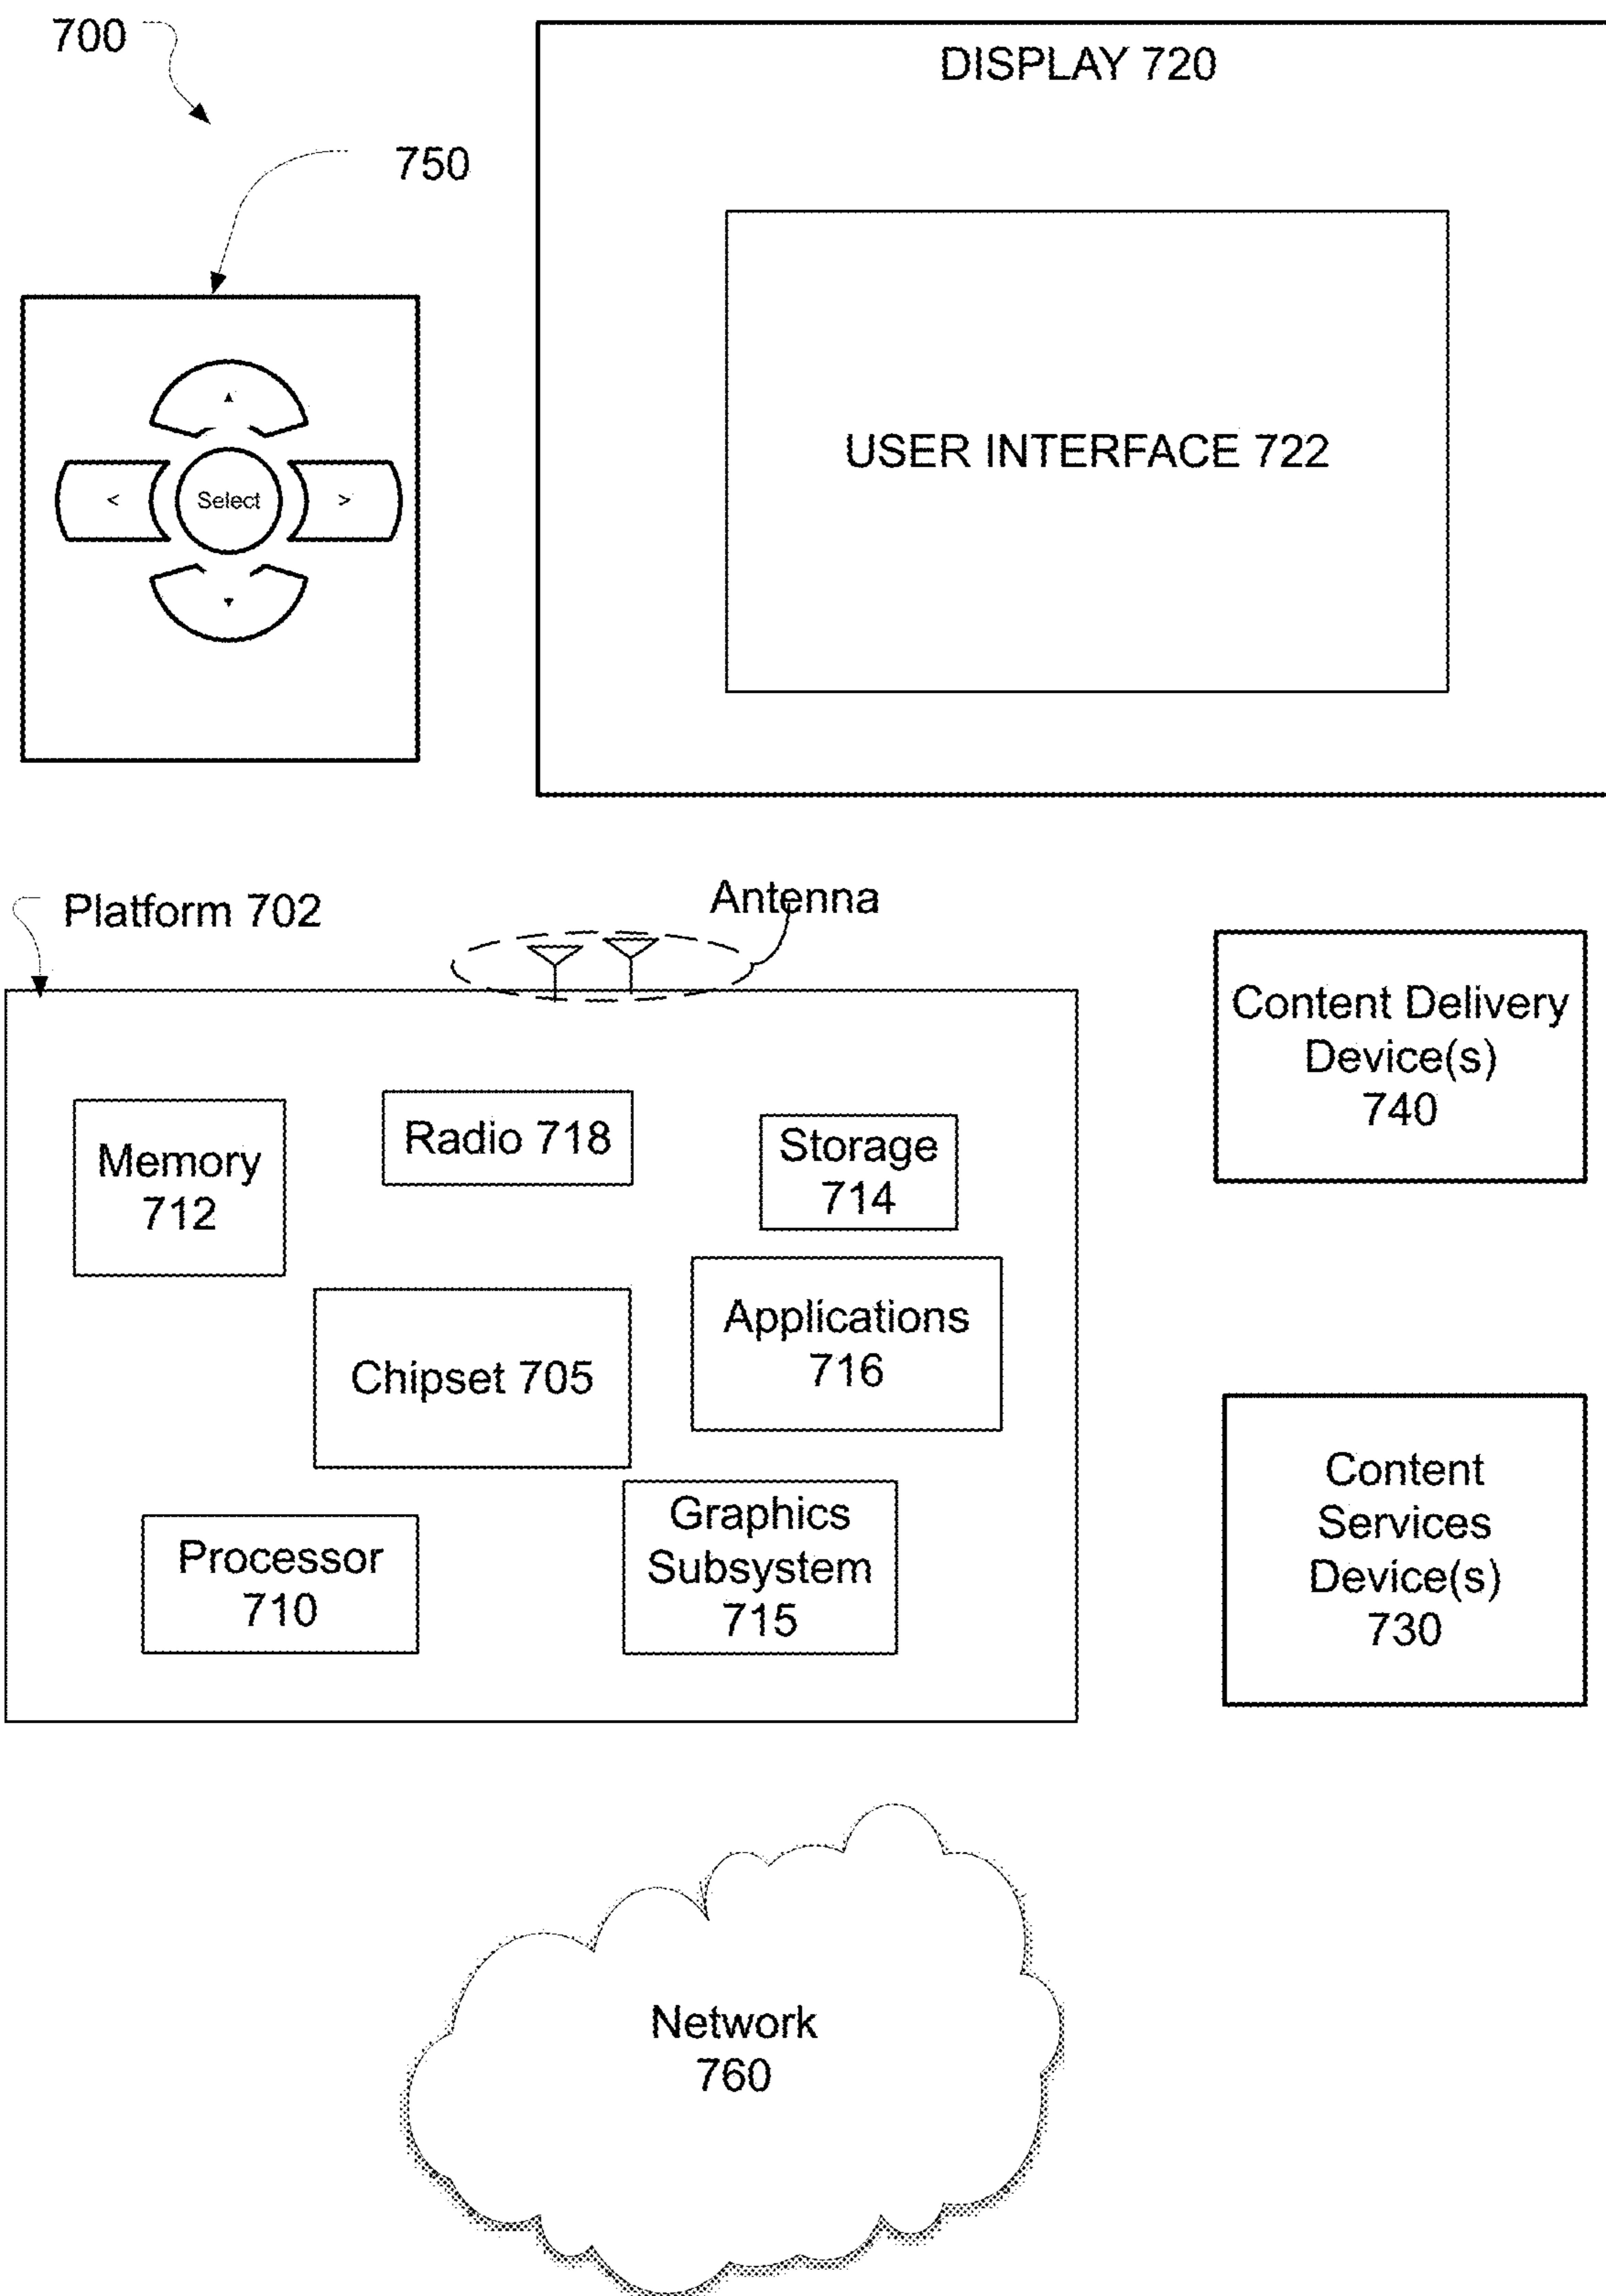 700
DISPLAY 720
750
USER INTERFACE 722
<
Select
>
Platform 702
Antenna
Content Delivery
Device(s)
740
Memory
712
Radio 718
Storage
714
Chipset 705
Applications
716
Content
Services
Device(s)
730
Processor
710
Graphics
Subsystem
715
Network
760